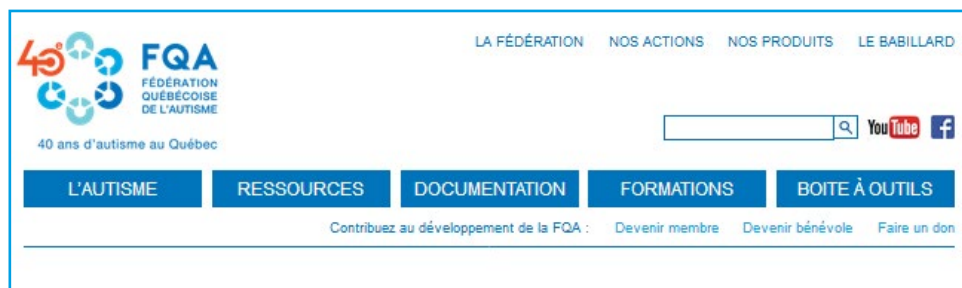 40e
FQA
FÉDÉRATION
QUÉBÉCOISE
DE L'AUTISME
40 ans d'autisme au Québec
LA FÉDÉRATION NOS ACTIONS NOS PRODUITS LE BABILLARD
YouTube f
L'AUTISME RESSOURCES DOCUMENTATION FORMATIONS BOITE À OUTILS
Contribuez au développement de la FQA : Devenir membre Devenir bénévole Faire un don